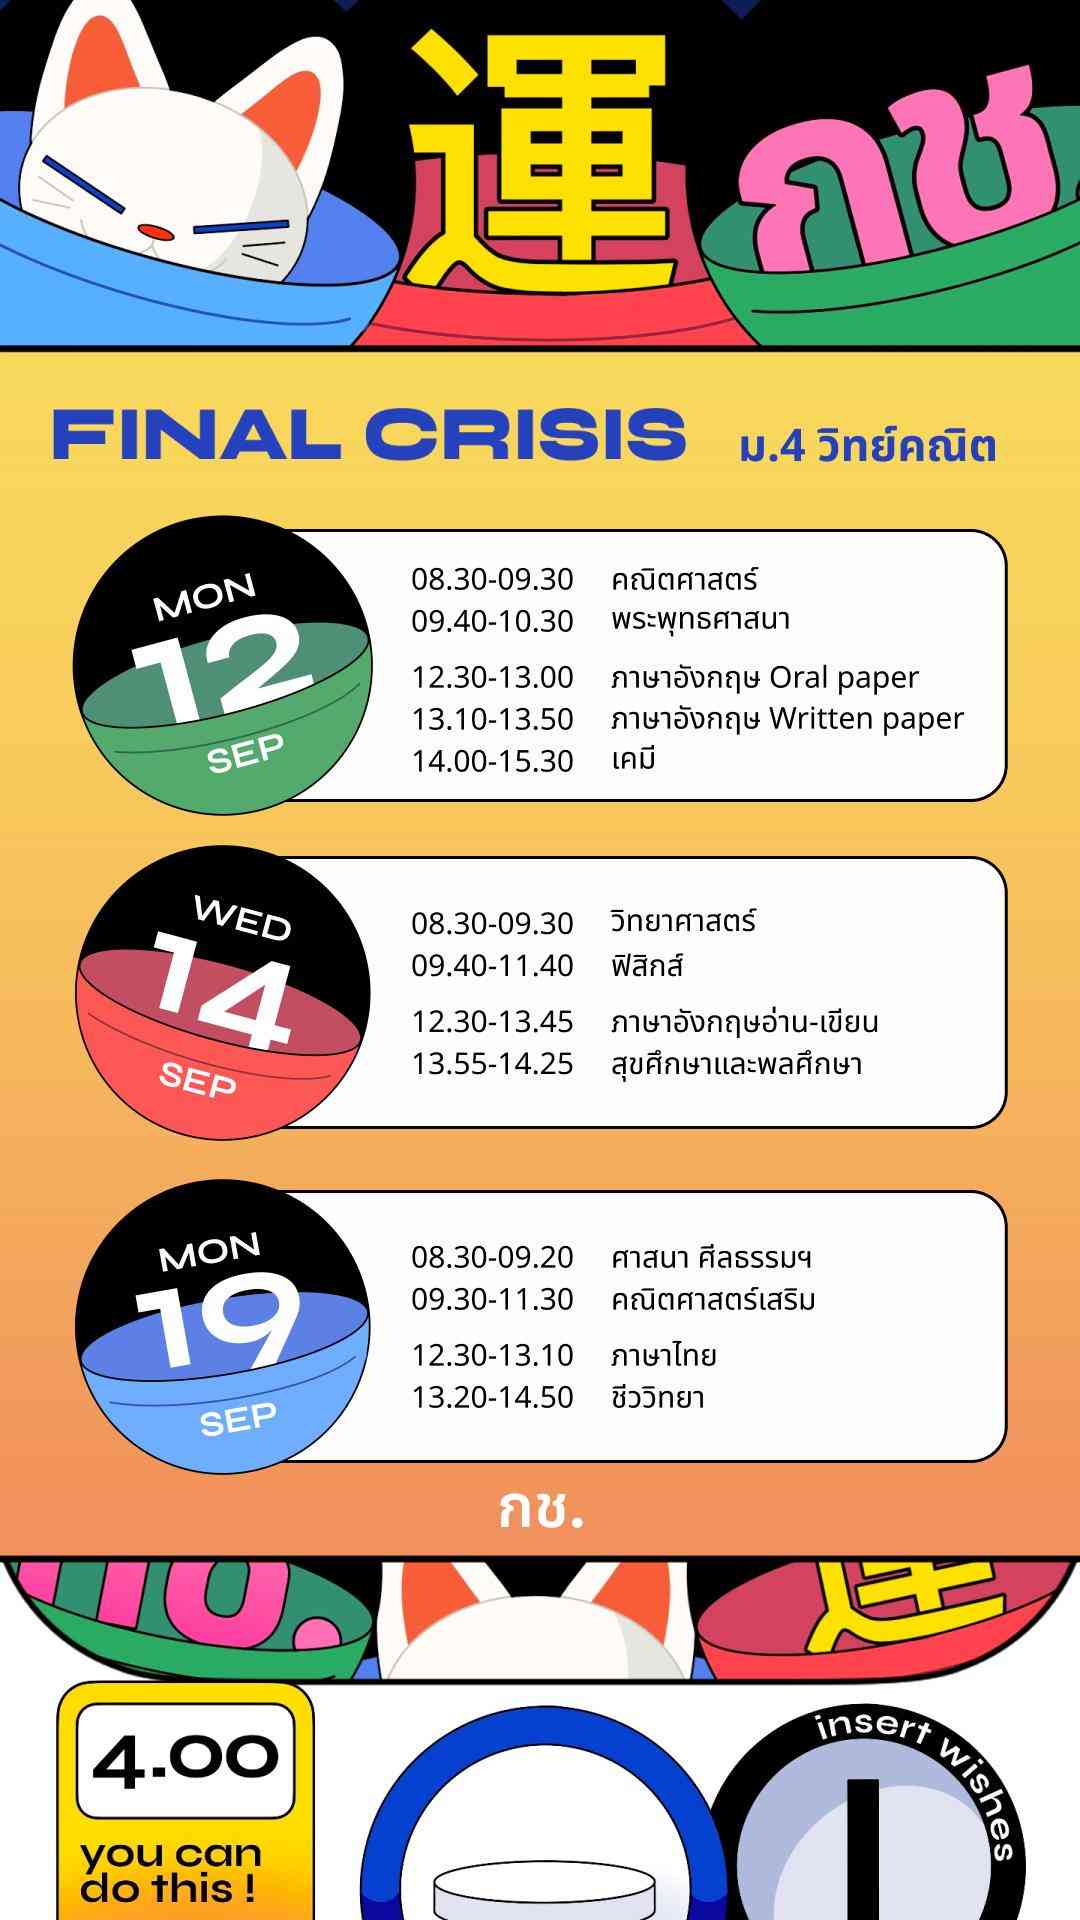 運
กช
FINAL CRISIS ม.4 วิทย์คณิต
MON
12
SEP
08.30-09.30 คณิตศาสตร์
09.40-10.30 พระพุทธศาสนา
12.30-13.00 ภาษาอังกฤษ Oral paper
13.10-13.50 ภาษาอังกฤษ Written paper
14.00-15.30 เคมี
WED
14
SEP
08.30-09.30 วิทยาศาสตร์
09.40-11.40 ฟิสิกส์
12.30-13.45 ภาษาอังกฤษอ่าน-เขียน
13.55-14.25 สุขศึกษาและพลศึกษา
MON
19
SEP
08.30-09.20 ศาสนา ศีลธรรมฯ
09.30-11.30 คณิตศาสตร์เสริม
12.30-13.10 ภาษาไทย
13.20-14.50 ชีววิทยา
กช.
4.00
you can
do this !
insert wishes